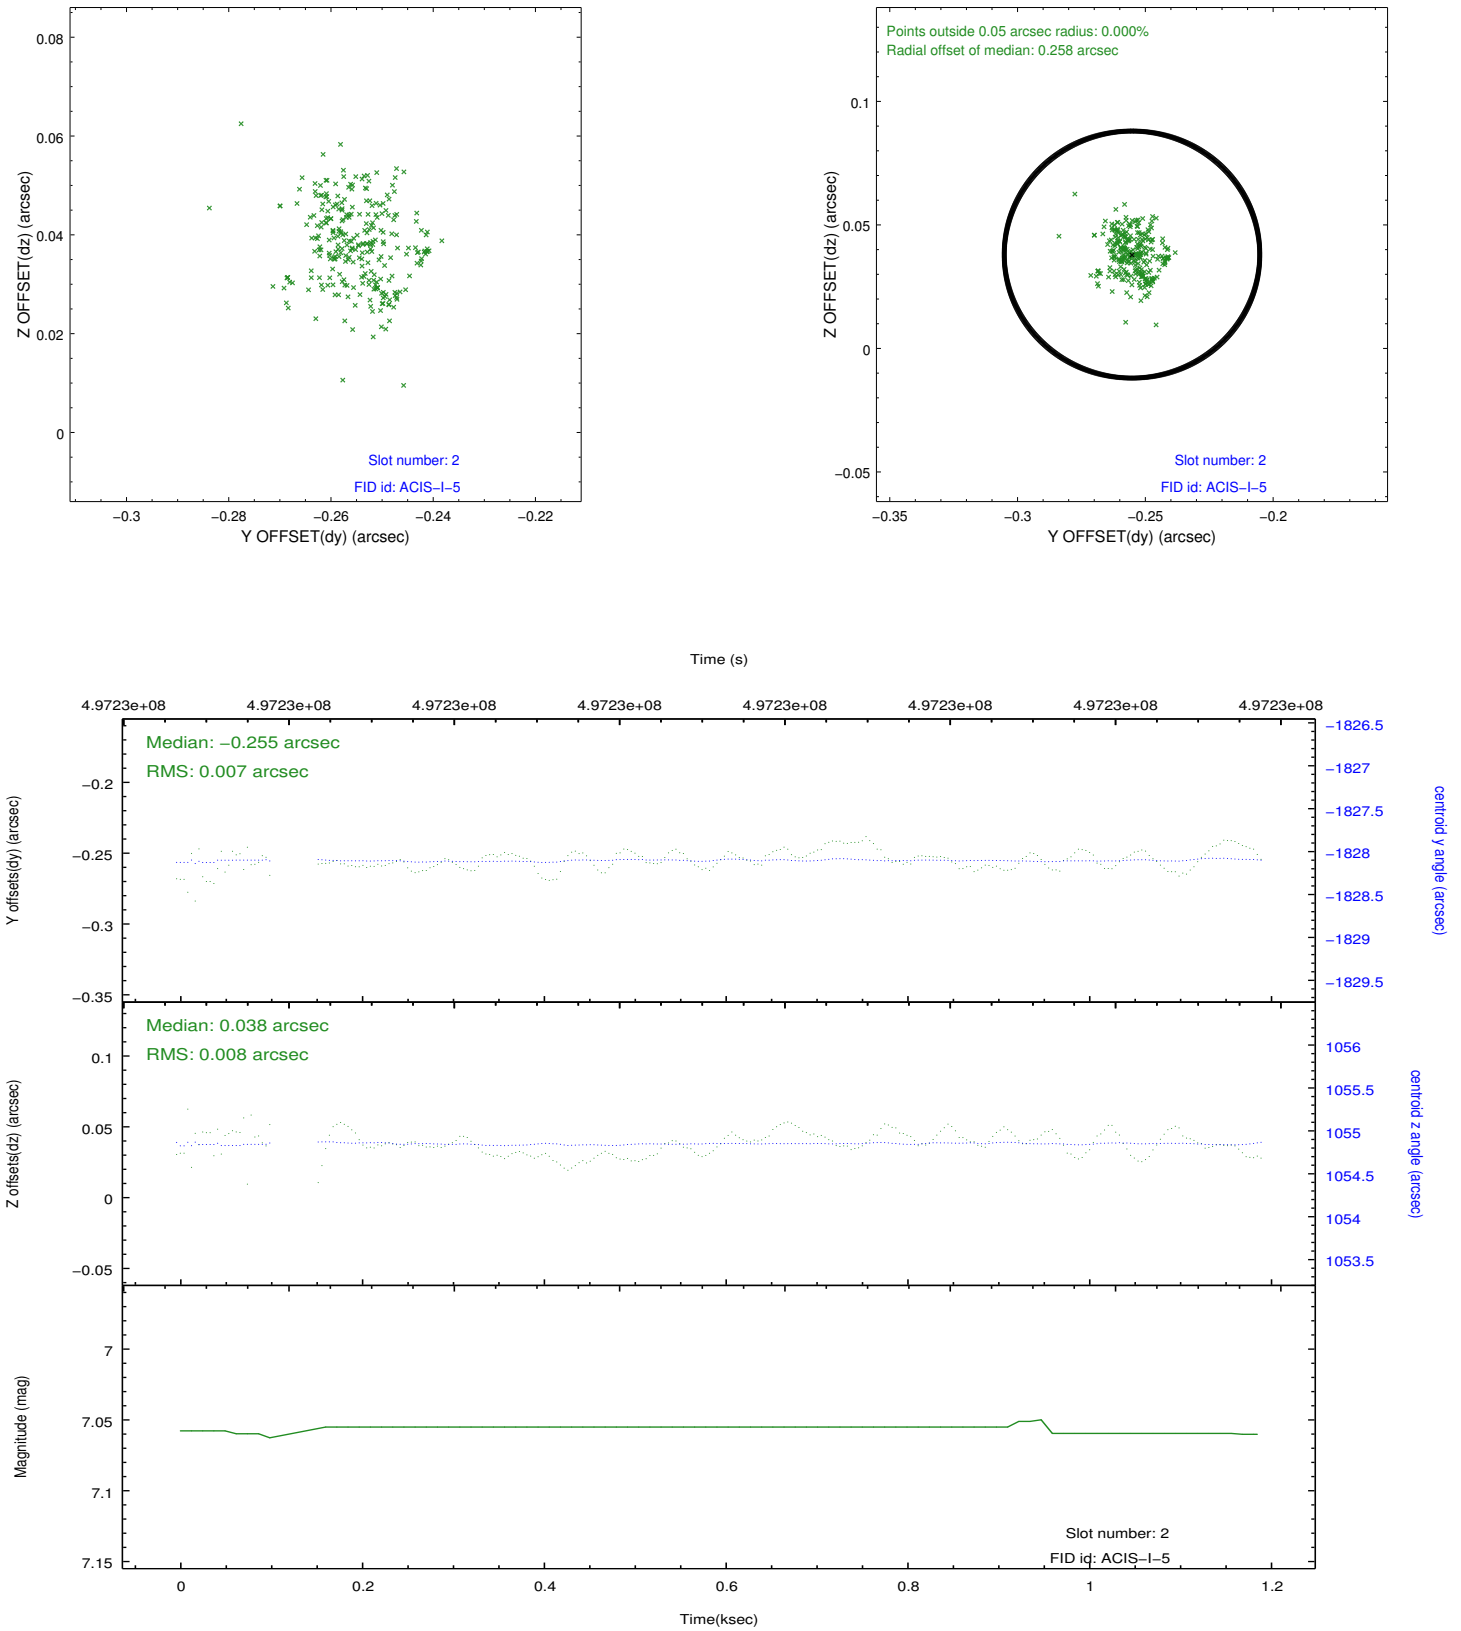 0.08
0.06
0.04
0.02
0
Z OFFSET(dz) (arcsec)
Slot number: 2
FID id: ACIS−I−5
−0.3
−0.28
−0.26
−0.24
−0.22
Y OFFSET(dy) (arcsec)
Points outside 0.05 arcsec radius: 0.000%
Radial offset of median: 0.258 arcsec
0.1
0.05
0
−0.05
Z OFFSET(dz) (arcsec)
Slot number: 2
FID id: ACIS−I−5
−0.35
−0.3
−0.25
−0.2
Y OFFSET(dy) (arcsec)
Time (s)
4.9723e+08
4.9723e+08
4.9723e+08
4.9723e+08
4.9723e+08
4.9723e+08
4.9723e+08
4.9723e+08
Median: −0.255 arcsec
RMS: 0.007 arcsec
−0.2
−0.25
−0.3
−0.35
Y offsets(dy) (arcsec)
−1826.5
−1827
−1827.5
−1828
−1828.5
−1829
−1829.5
centroid y angle (arcsec)
Median: 0.038 arcsec
RMS: 0.008 arcsec
0.1
0.05
0
−0.05
Z offsets(dz) (arcsec)
1056
1055.5
1055
1054.5
1054
1053.5
centroid z angle (arcsec)
7
7.05
7.1
7.15
Magnitude (mag)
Slot number: 2
FID id: ACIS−I−5
0
0.2
0.4
0.6
0.8
1
1.2
Time(ksec)